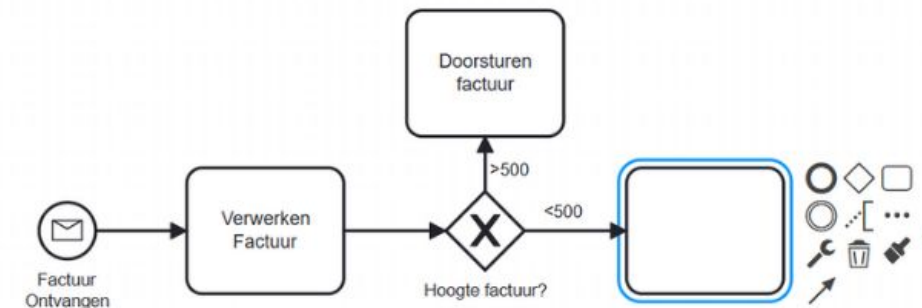 Doorsturen
factuur
>500
<500
Verwerken
Factuur
Factuur
Ontvangen
Hoogte factuur?